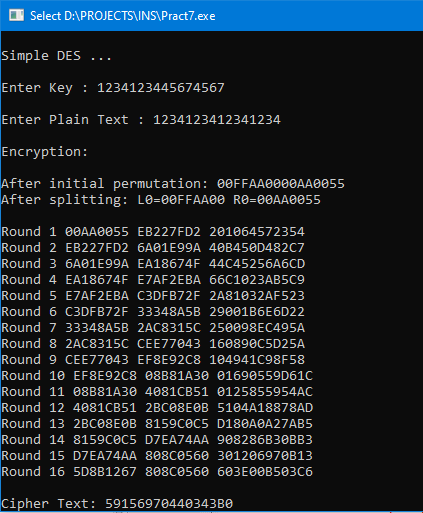 Select D:\PROJECTS\INS\Pract7.exe
Simple DES ...
Enter Key : 1234123445674567
Enter Plain Text : 1234123412341234
Encryption:
After initial permutation: 00FFAA0000AA0055
After splitting: L0=00FFAA00 R0=00AA0055
Round 1 00AA0055 EB227FD2 201064572354
Round 2 EB227FD2 6A01E99A 40B450D482C7
Round 3 6A01E99A EA18674F 44C45256A6CD
Round 4 EA18674F E7AF2EBA 66C1023AB5C9
Round 5 E7AF2EBA C3DFB72F 2A81032AF523
Round 6 C3DFB72F 33348A5B 29001B6E6D22
Round 7 33348A5B 2AC8315C 250098EC495A
Round 8 2AC8315C CEE77043 160890C5D25A
Round 9 CEE77043 EF8E92C8 104941C98F58
Round 10 EF8E92C8 08B81A30 01690559D61C
Round 11 08B81A30 4081CB51 0125855954AC
Round 12 4081CB51 2BC08E0B 5104A18878AD
Round 13 2BC08E0B 8159C0C5 D180A0A27AB5
Round 14 8159C0C5 D7EA74AA 908286B30BB3
Round 15 D7EA74AA 808C0560 301206970B13
Round 16 5D8B1267 808C0560 603E00B503C6
Cipher Text: 59156970440343B0